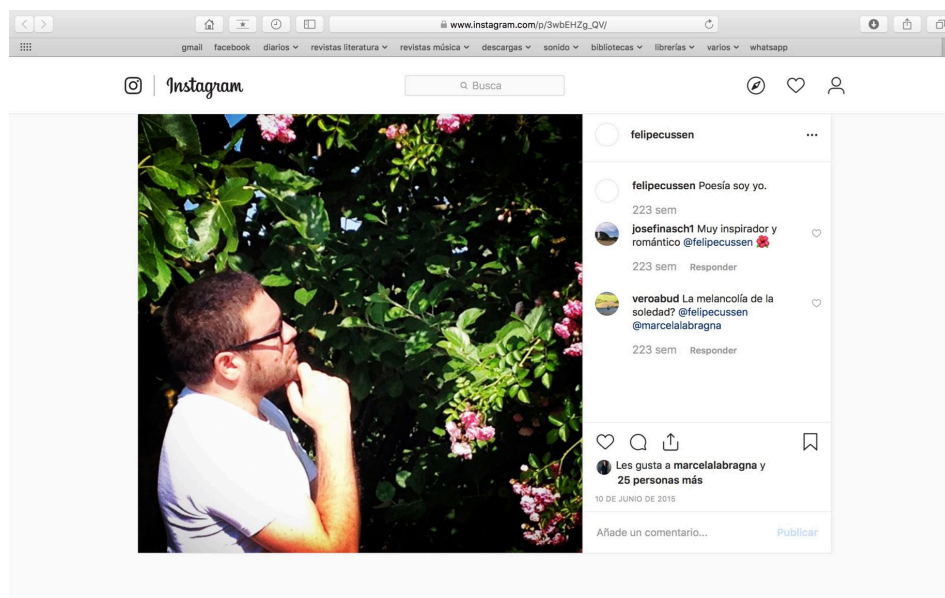 www.instagram.com/p/3wbEHZg_QV/
gmail facebook diarios revistas literatura revistas música descargas sonido bibliotecas librerías varios whatsapp
Instagram
Busca
felipecussen
felipecussen Poesía soy yo.
223 sem
josefinasch1 Muy inspirador y
romántico @felipecussen 🌺
223 sem Responder
veroabud La melancolía de la
soledad? @felipecussen
@marcelalabragna
223 sem Responder
Les gusta a marcelalabragna y
25 personas más
10 DE JUNIO DE 2015
Añade un comentario... Publicar